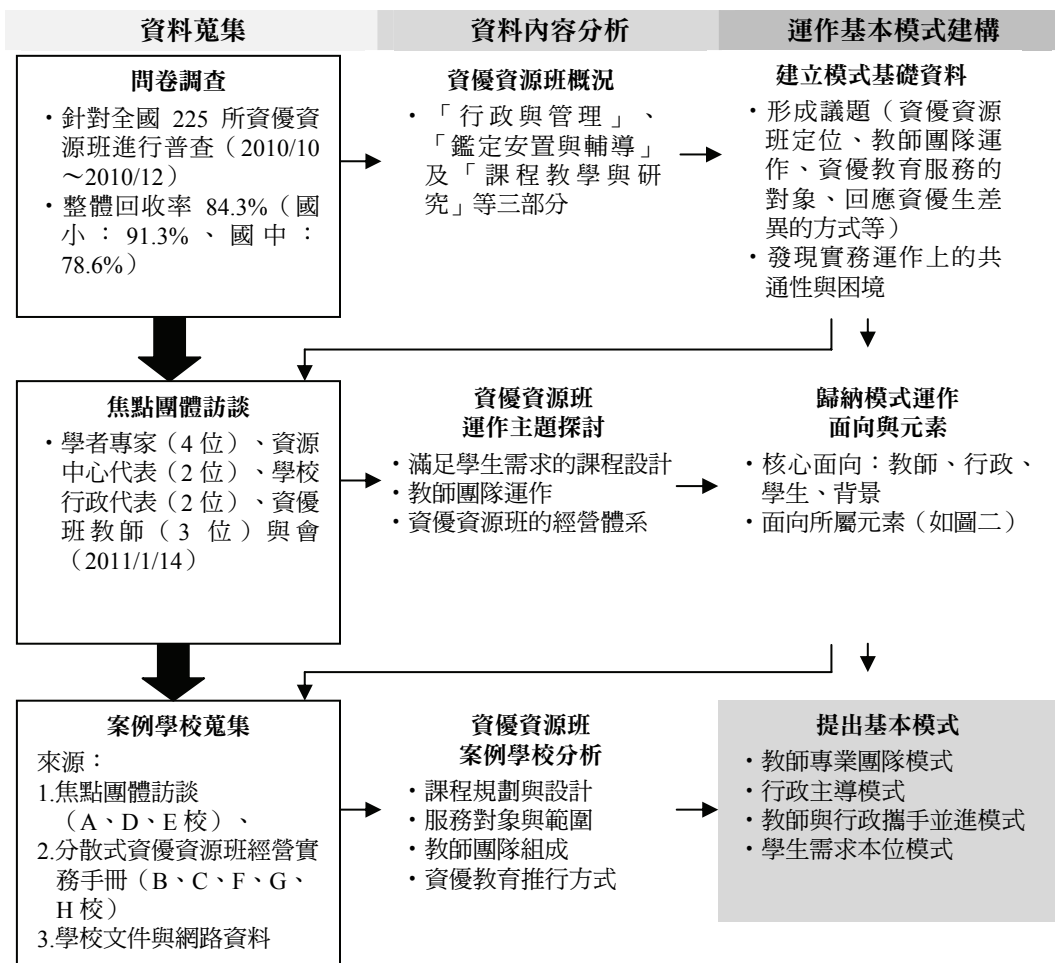 資料蒐集
資料內容分析
運作基本模式建構
問卷調查
・針對全國 225 所資優資
源班進行普查（2010/10
～2010/12）
・整體回收率 84.3%（國
小：91.3%、國中：
78.6%）
資優資源班概況
・「行政與管理」、
「鑑定安置與輔導」
及「課程教學與研
究」等三部分
建立模式基礎資料
・形成議題（資優資源
班定位、教師團隊運
作、資優教育服務的
對象、回應資優生差
異的方式等）
・發現實務運作上的共
通性與困境
焦點團體訪談
・學者專家（4 位）、資源
中心代表（2 位）、學校
行政代表（2 位）、資優
班教師（3 位）與會
（2011/1/14）
資優資源班
運作主題探討
・滿足學生需求的課程設計
・教師團隊運作
・資優資源班的經營體系
歸納模式運作
面向與元素
・核心面向：教師、行政、
學生、背景
・面向所屬元素（如圖二）
案例學校蒐集
來源：
1.焦點團體訪談
（A、D、E 校）、
2.分散式資優資源班經營實
務手冊（B、C、F、G、
H 校）
3.學校文件與網路資料
資優資源班
案例學校分析
・課程規劃與設計
・服務對象與範圍
・教師團隊組成
・資優教育推行方式
提出基本模式
・教師專業團隊模式
・行政主導模式
・教師與行政攜手並進模式
・學生需求本位模式